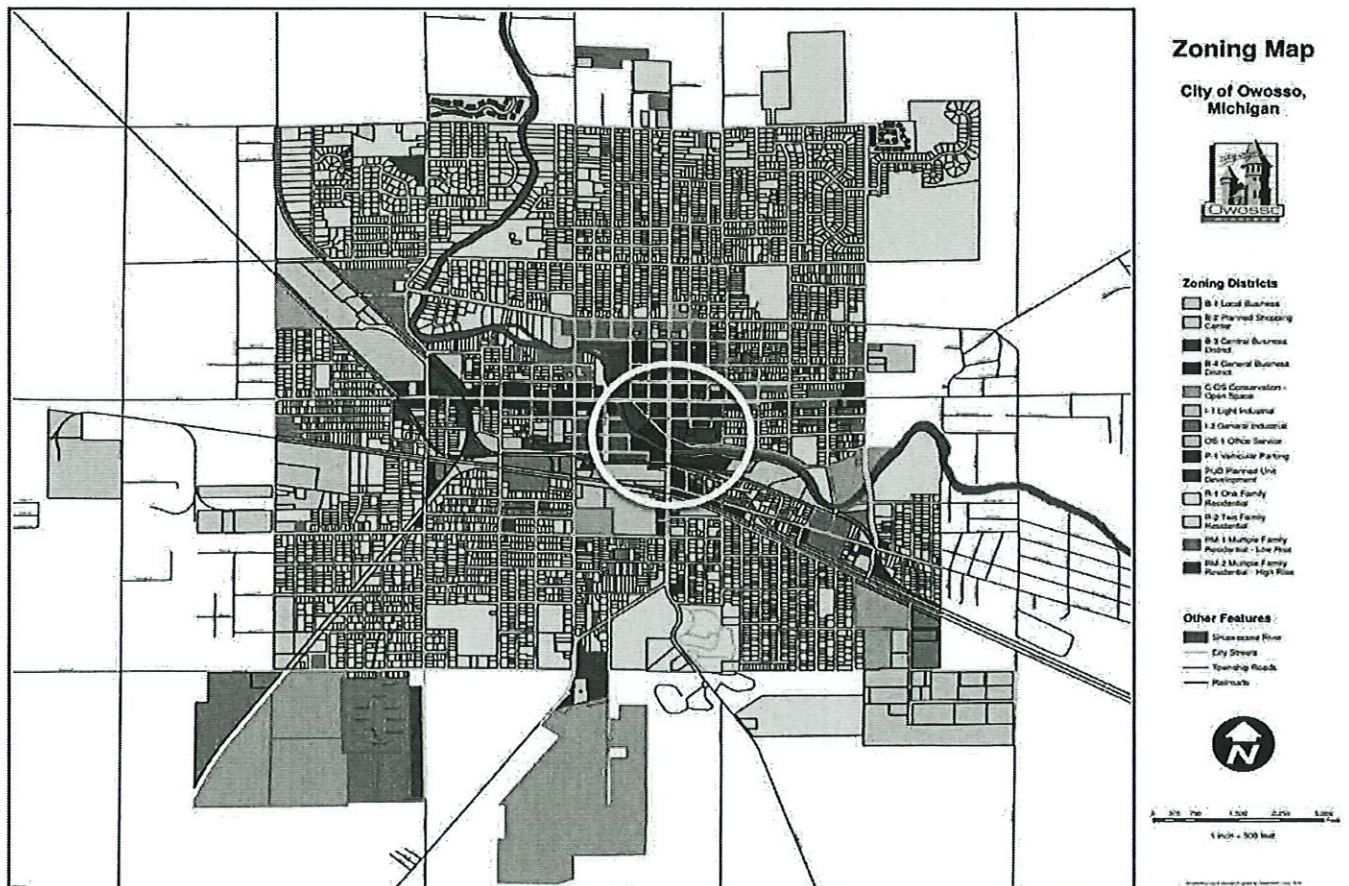 Zoning Map
City of Owosso,
Michigan
Owosso
Zoning Districts
B-1 Local Business
B-2 Planned Shopping
Center
B-3 Central Business
District
B-4 General Business
District
C-OS Conservation -
Open Space
I-1 Light Industrial
I-2 General Industrial
OS-1 Office Service
P-1 Vehicular Parking
PUD Planned Unit
Development
R-1 One Family
Residential
R-2 Two Family
Residential
RM-1 Multiple Family
Residential - Low Rise
RM-2 Multiple Family
Residential - High Rise
Other Features
Shiawassee River
City Streets
Township Roads
Railroads
N
1 inch = 500 feet